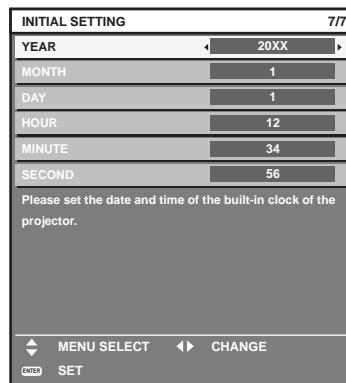 INITIAL SETTING 7/7
YEAR 20XX
MONTH 1
DAY 1
HOUR 12
MINUTE 34
SECOND 56
Please set the date and time of the built-in clock of the
projector.
MENU SELECT CHANGE
ENTER SET